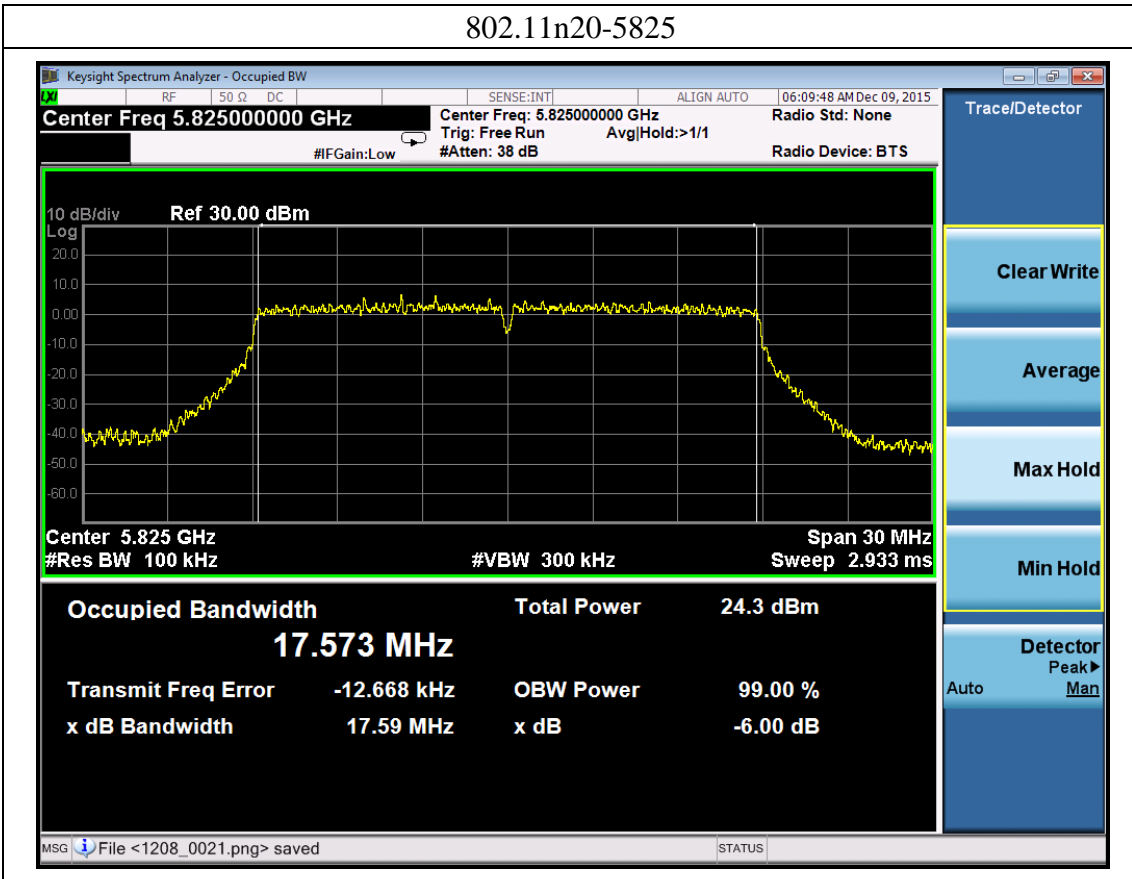 802.11n20-5825
Keysight Spectrum Analyzer - Occupied BW
LXI RF 50 Ω DC SENSE:INT ALIGN AUTO 06:09:48 AM Dec 09, 2015
Center Freq 5.825000000 GHz
Center Freq: 5.825000000 GHz
Radio Std: None
Trig: Free Run Avg|Hold:>1/1
#IFGain:Low
#Atten: 38 dB
Radio Device: BTS
10 dB/div Ref 30.00 dBm
Log
20.0
10.0
0.00
-10.0
-20.0
-30.0
-40.0
-50.0
-60.0
Center 5.825 GHz Span 30 MHz
#Res BW 100 kHz #VBW 300 kHz Sweep 2.933 ms
Occupied Bandwidth Total Power 24.3 dBm
17.573 MHz
Transmit Freq Error -12.668 kHz OBW Power 99.00 %
x dB Bandwidth 17.59 MHz x dB -6.00 dB
Trace/Detector
Clear Write
Average
Max Hold
Min Hold
Detector
Peak▶
Auto Man
MSG File <1208_0021.png> saved STATUS